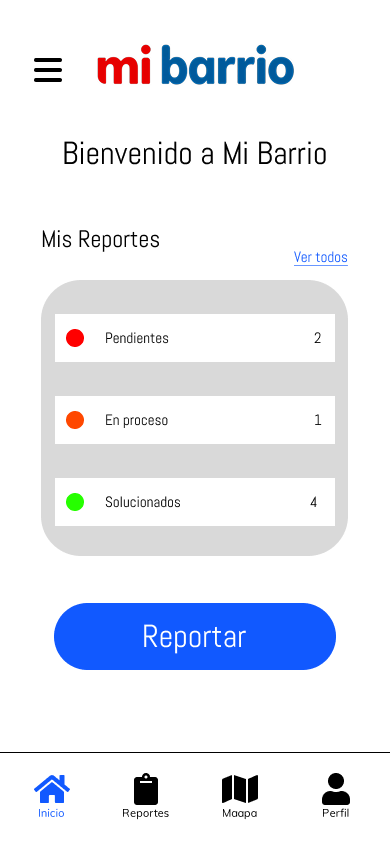 mi barrio
Bienvenido a Mi Barrio
Mis Reportes
Ver todos
Pendientes 2
En proceso 1
Solucionados 4
Reportar
Inicio Reportes Maapa Perfil